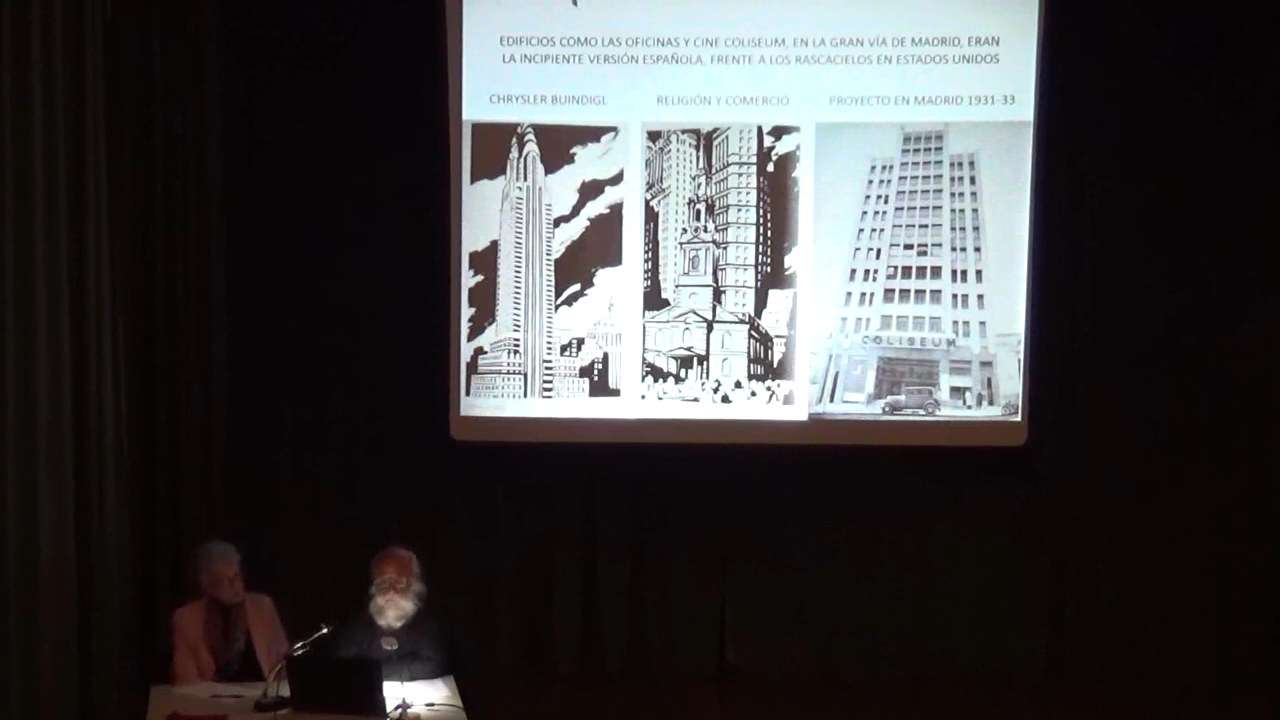 EDIFICIOS COMO LAS OFICINAS Y CINE COLISEUM, EN LA GRAN VÍA DE MADRID, ERAN
LA INCIPIENTE VERSIÓN ESPAÑOLA, FRENTE A LOS RASCACIELOS EN ESTADOS UNIDOS
CHRYSLER BUINDIGL
RELIGIÓN Y COMERCIO
PROYECTO EN MADRID 1931-33
COLISEUM